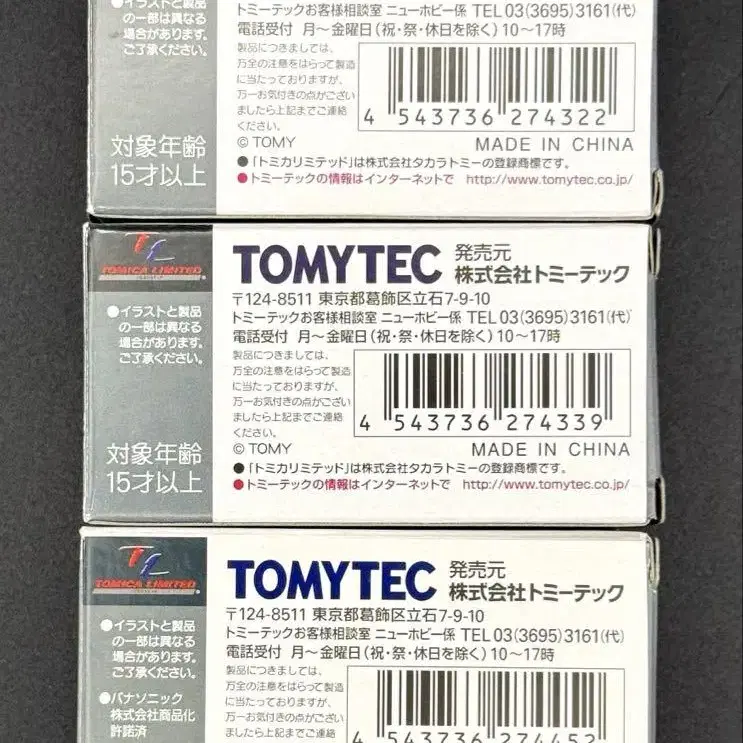 ●イラストと製品
の一部は異なる
場合があります。
ご了承ください。
対象年齢
15才以上
トミーテックお客様相談室 ニューホビー係 TEL 03(3695)3161(代)
電話受付 月〜金曜日(祝・祭・休日を除く)10〜17時
製品につきましては、
万全の注意をはらって製造
に当たっておりますが、
万一お気付きの点がござい
ましたら上記までご連絡
ください。
4 543736 274322
© TOMY
MADE IN CHINA
●「トミカリミテッド」は株式会社タカラトミーの登録商標です。
●トミーテックの情報はインターネットで http://www.tomytec.co.jp/
TL
TOMICA LIMITED
●イラストと製品
の一部は異なる
場合があります。
ご了承ください。
対象年齢
15才以上
TOMYTEC
発売元
株式会社トミーテック
〒124-8511 東京都葛飾区立石7-9-10
トミーテックお客様相談室 ニューホビー係 TEL 03(3695)3161(代)
電話受付 月〜金曜日(祝・祭・休日を除く)10〜17時
製品につきましては、
万全の注意をはらって製造
に当たっておりますが、
万一お気付きの点がござい
ましたら上記までご連絡
ください。
4 543736 274339
© TOMY
MADE IN CHINA
●「トミカリミテッド」は株式会社タカラトミーの登録商標です。
●トミーテックの情報はインターネットで http://www.tomytec.co.jp/
TL
TOMICA LIMITED
●イラストと製品
の一部は異なる
場合があります。
ご了承ください。
●パナソニック
株式会社商品化
許諾済
TOMYTEC
発売元
株式会社トミーテック
〒124-8511 東京都葛飾区立石7-9-10
トミーテックお客様相談室 ニューホビー係 TEL 03(3695)3161(代)
電話受付 月〜金曜日(祝・祭・休日を除く)10〜17時
製品につきましては、
万全の注意をはらって製造
に当たっておりますが、
万一お気付きの点がござい
ましたら上記までご連絡
4 543736 274452